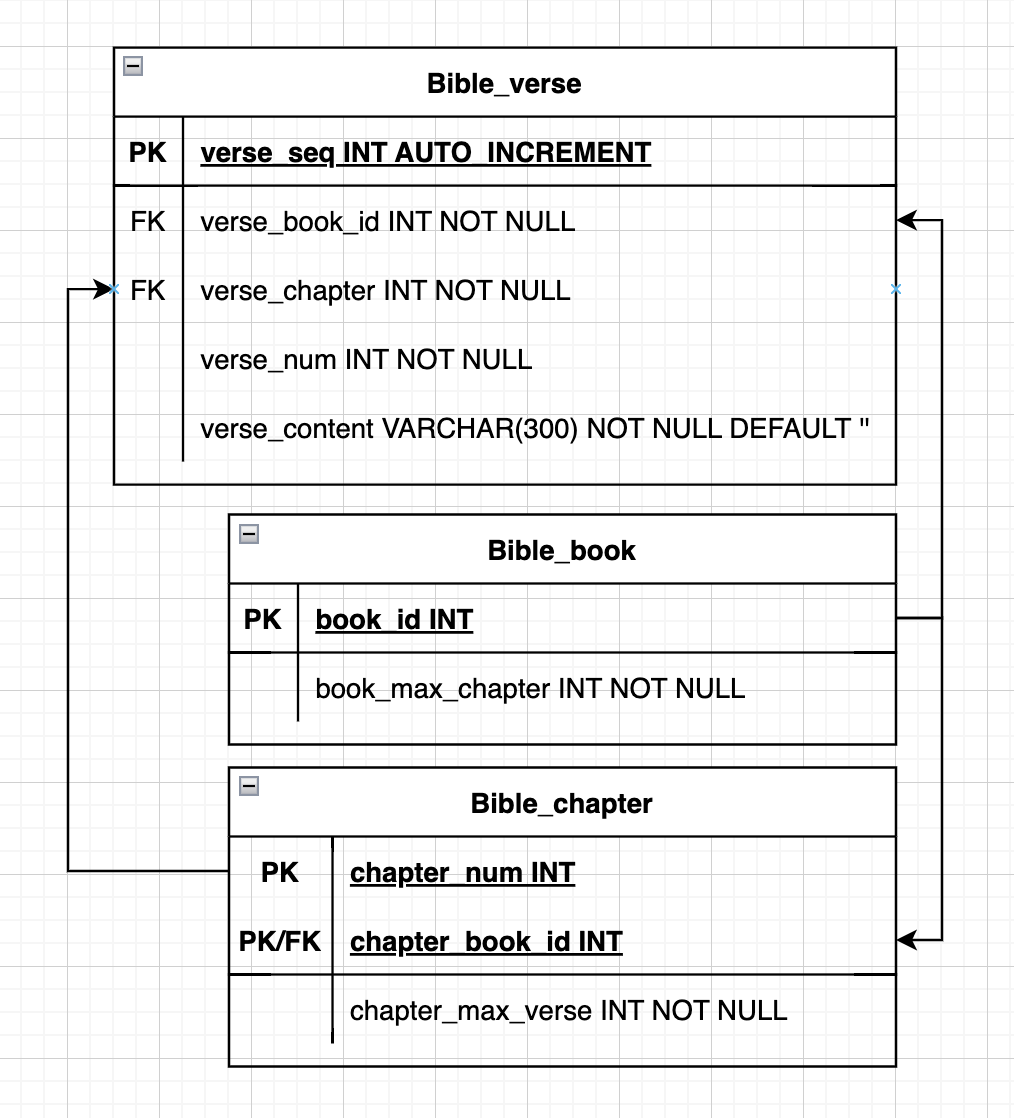 Bible_verse
PK verse_seq INT AUTO_INCREMENT
FK verse_book_id INT NOT NULL
FK verse_chapter INT NOT NULL
verse_num INT NOT NULL
verse_content VARCHAR(300) NOT NULL DEFAULT ''
Bible_book
PK book_id INT
book_max_chapter INT NOT NULL
Bible_chapter
PK chapter_num INT
PK/FK chapter_book_id INT
chapter_max_verse INT NOT NULL